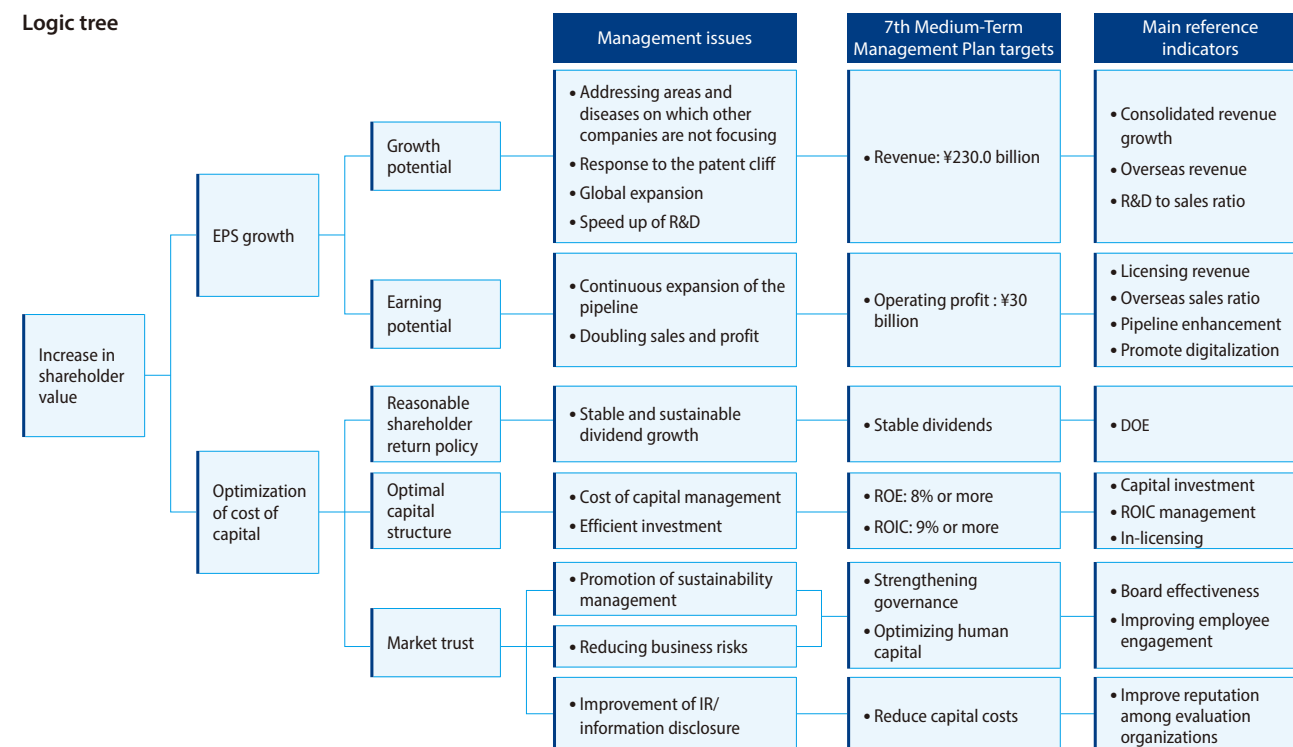 Logic tree
Management issues
7th Medium-Term
Management Plan targets
Main reference
indicators
Increase in
shareholder
value
EPS growth
Growth
potential
• Addressing areas and
diseases on which other
companies are not focusing
• Response to the patent cliff
• Global expansion
• Speed up of R&D
• Revenue: ¥230.0 billion
• Consolidated revenue
growth
• Overseas revenue
• R&D to sales ratio
Earning
potential
• Continuous expansion of the
pipeline
• Doubling sales and profit
• Operating profit : ¥30
billion
• Licensing revenue
• Overseas sales ratio
• Pipeline enhancement
• Promote digitalization
Optimization
of cost of
capital
Reasonable
shareholder
return policy
• Stable and sustainable
dividend growth
• Stable dividends
• DOE
Optimal
capital
structure
• Cost of capital management
• Efficient investment
• ROE: 8% or more
• ROIC: 9% or more
• Capital investment
• ROIC management
• In-licensing
Market trust
• Promotion of sustainability
management
• Reducing business risks
• Strengthening
governance
• Optimizing human
capital
• Board effectiveness
• Improving employee
engagement
• Improvement of IR/
information disclosure
• Reduce capital costs
• Improve reputation
among evaluation
organizations